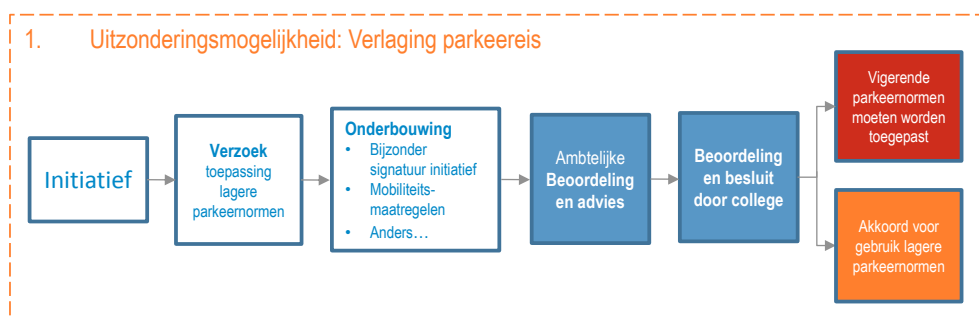 1. Uitzonderingsmogelijkheid: Verlaging parkeereis
Initiatief
Verzoek
toepassing
lagere
parkeernormen
Onderbouwing
• Bijzonder
signatuur initiatief
• Mobiliteits-
maatregelen
• Anders…
Ambtelijke
Beoordeling
en advies
Beoordeling
en besluit
door college
Vigerende
parkeernormen
moeten worden
toegepast
Akkoord voor
gebruik lagere
parkeernormen